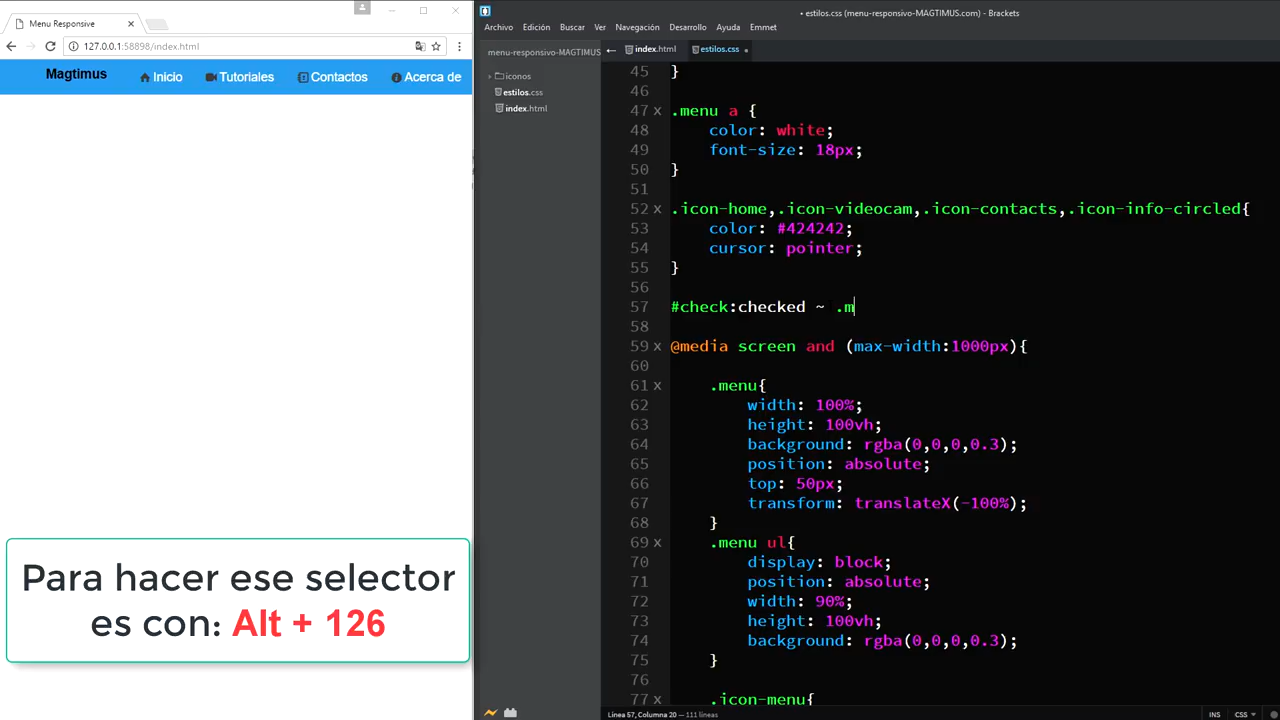 Menu Responsive
127.0.0.1:58898/index.html
Magtimus Inicio Tutoriales Contactos Acerca de
Para hacer ese selector
es con: Alt + 126
• estilos.css (menu-responsivo-MAGTIMUS.com) - Brackets
Archivo Edición Buscar Ver Navegación Desarrollo Ayuda Emmet
menu-responsivo-MAGTIMUS
iconos
estilos.css
index.html
index.html estilos.css
45 }
46
47 .menu a {
48 color: white;
49 font-size: 18px;
50 }
51
52 .icon-home,.icon-videocam,.icon-contacts,.icon-info-circled{
53 color: #424242;
54 cursor: pointer;
55 }
56
57 #check:checked ~ .m
58
59 @media screen and (max-width:1000px){
60
61 .menu{
62 width: 100%;
63 height: 100vh;
64 background: rgba(0,0,0,0.3);
65 position: absolute;
66 top: 50px;
67 transform: translateX(-100%);
68 }
69 .menu ul{
70 display: block;
71 position: absolute;
72 width: 90%;
73 height: 100vh;
74 background: rgba(0,0,0,0.3);
75 }
76
77 .icon-menu{
Línea 57, Columna 20 — 111 líneas
INS CSS